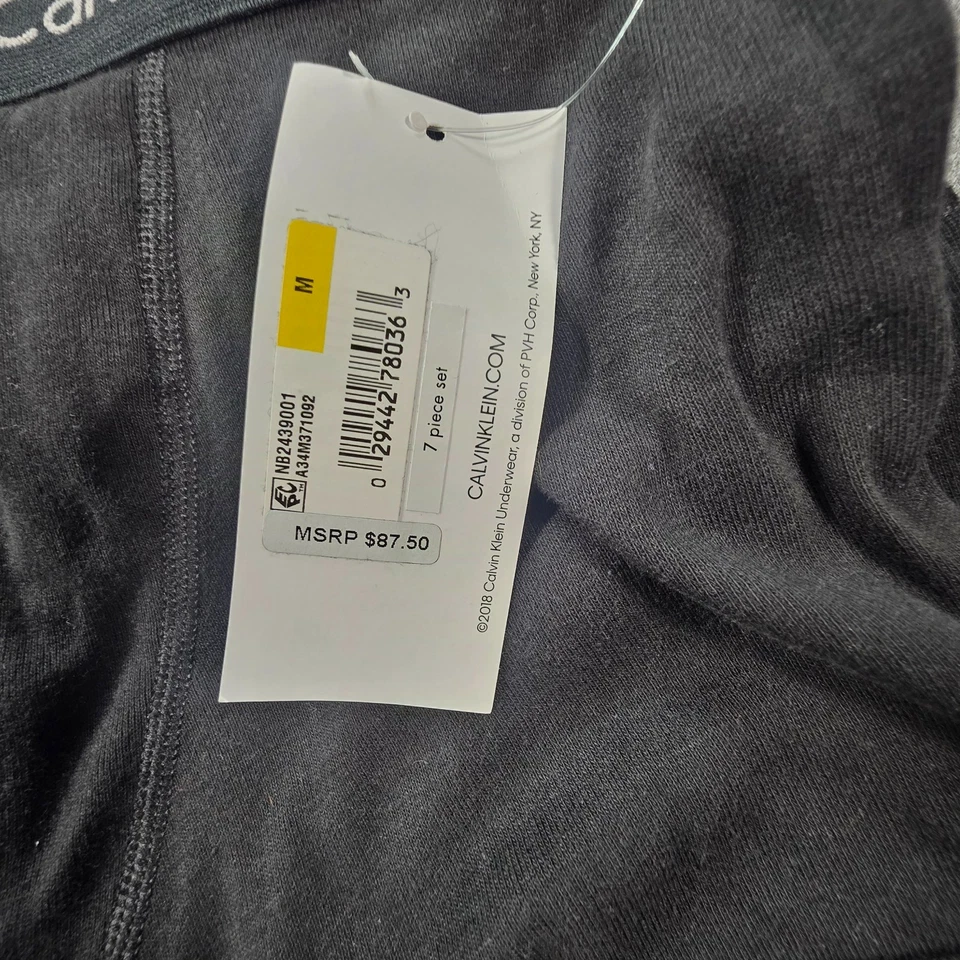 M
NB2439001
A34M371092
0 29442 78036 3
7 piece set
MSRP $87.50
CALVINKLEIN.COM
©2018 Calvin Klein Underwear, a division of PVH Corp., New York, NY